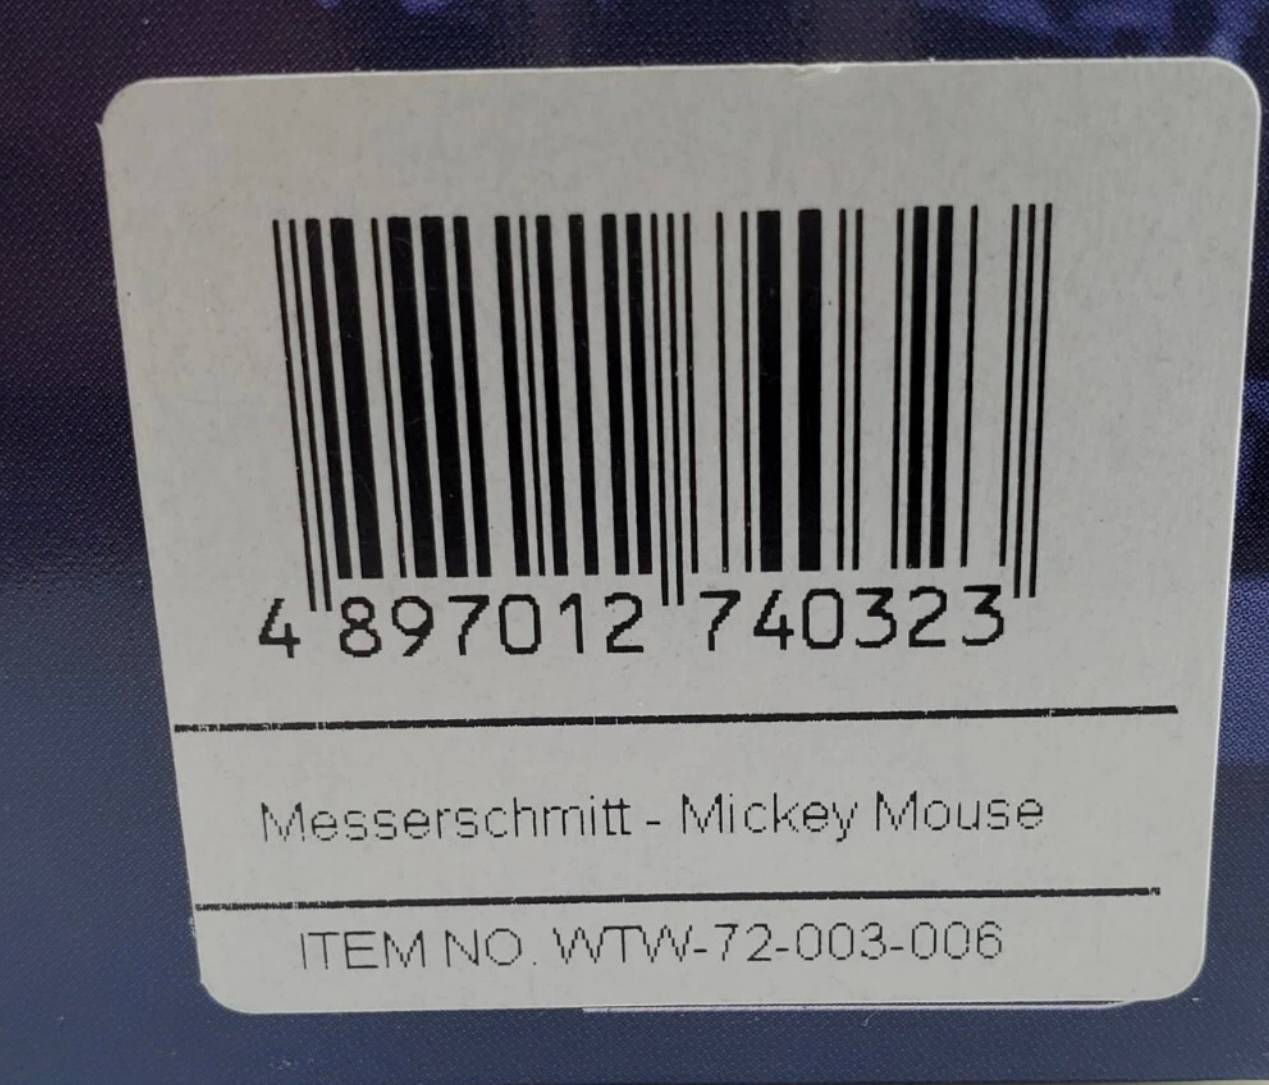 4 897012 740323
Messerschmitt - Mickey Mouse
ITEM NO. WTW-72-003-006